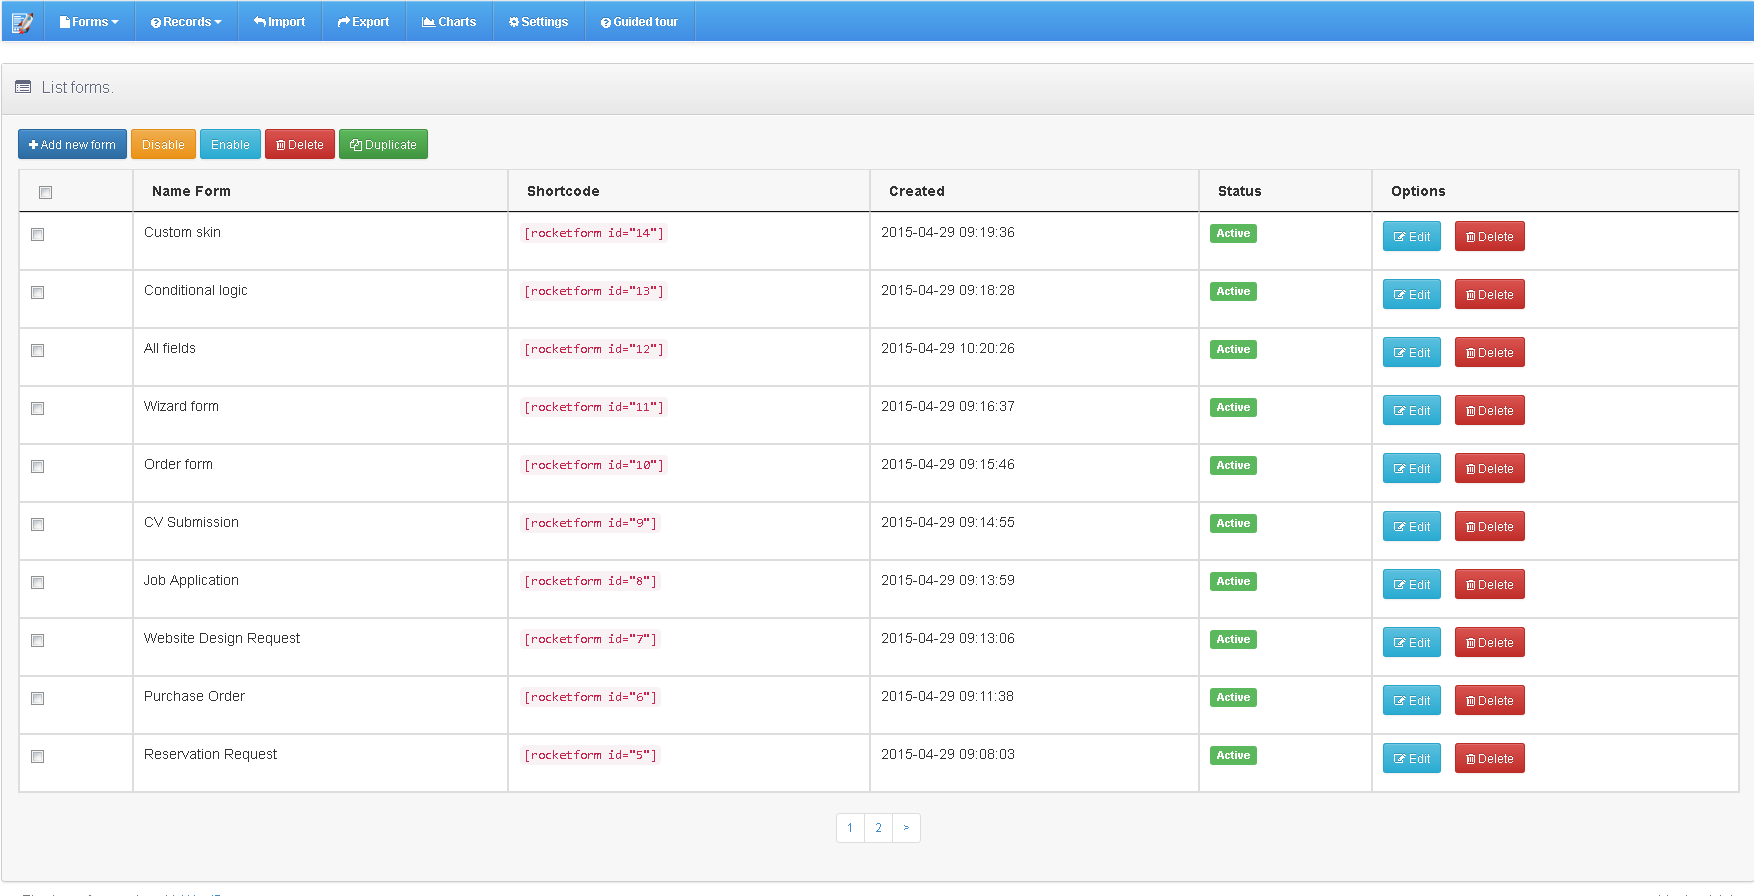 Forms Records Import Export Charts Settings Guided tour
List forms.
Add new form Disable Enable Delete Duplicate
Name Form Shortcode Created Status Options
Custom skin [rocketform id="14"] 2015-04-29 09:19:36 Active Edit Delete
Conditional logic [rocketform id="13"] 2015-04-29 09:18:28 Active Edit Delete
All fields [rocketform id="12"] 2015-04-29 10:20:26 Active Edit Delete
Wizard form [rocketform id="11"] 2015-04-29 09:16:37 Active Edit Delete
Order form [rocketform id="10"] 2015-04-29 09:15:46 Active Edit Delete
CV Submission [rocketform id="9"] 2015-04-29 09:14:55 Active Edit Delete
Job Application [rocketform id="8"] 2015-04-29 09:13:59 Active Edit Delete
Website Design Request [rocketform id="7"] 2015-04-29 09:13:06 Active Edit Delete
Purchase Order [rocketform id="6"] 2015-04-29 09:11:38 Active Edit Delete
Reservation Request [rocketform id="5"] 2015-04-29 09:08:03 Active Edit Delete
1 2 >